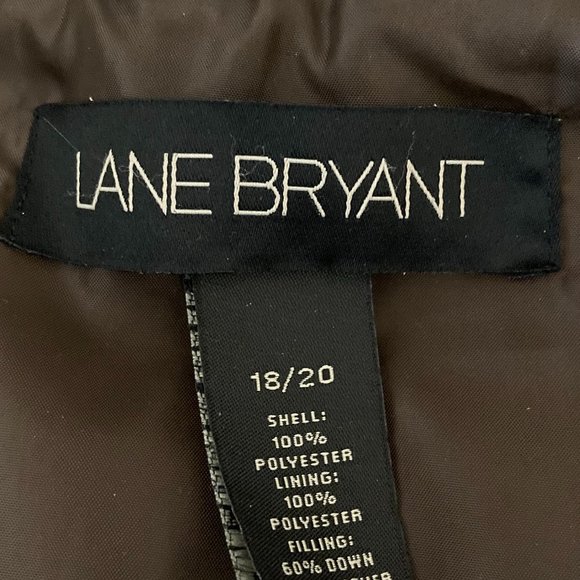 LANE BRYANT
18/20
SHELL:
100%
POLYESTER
LINING:
100%
POLYESTER
FILLING:
60% DOWN